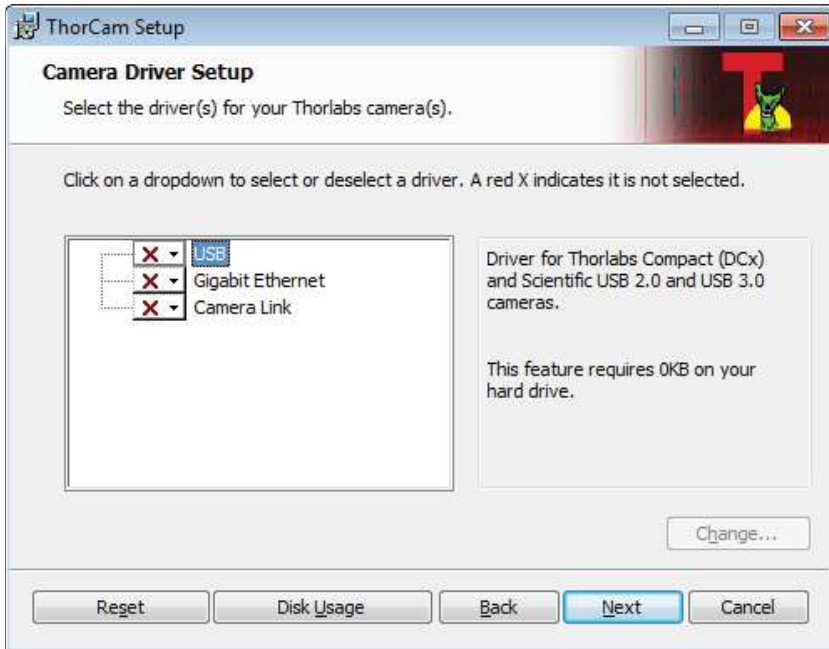 ThorCam Setup
Camera Driver Setup
Select the driver(s) for your Thorlabs camera(s).
Click on a dropdown to select or deselect a driver. A red X indicates it is not selected.
USB
Gigabit Ethernet
Camera Link
Driver for Thorlabs Compact (DCx)
and Scientific USB 2.0 and USB 3.0
cameras.
This feature requires 0KB on your
hard drive.
Change...
Reset
Disk Usage
Back
Next
Cancel